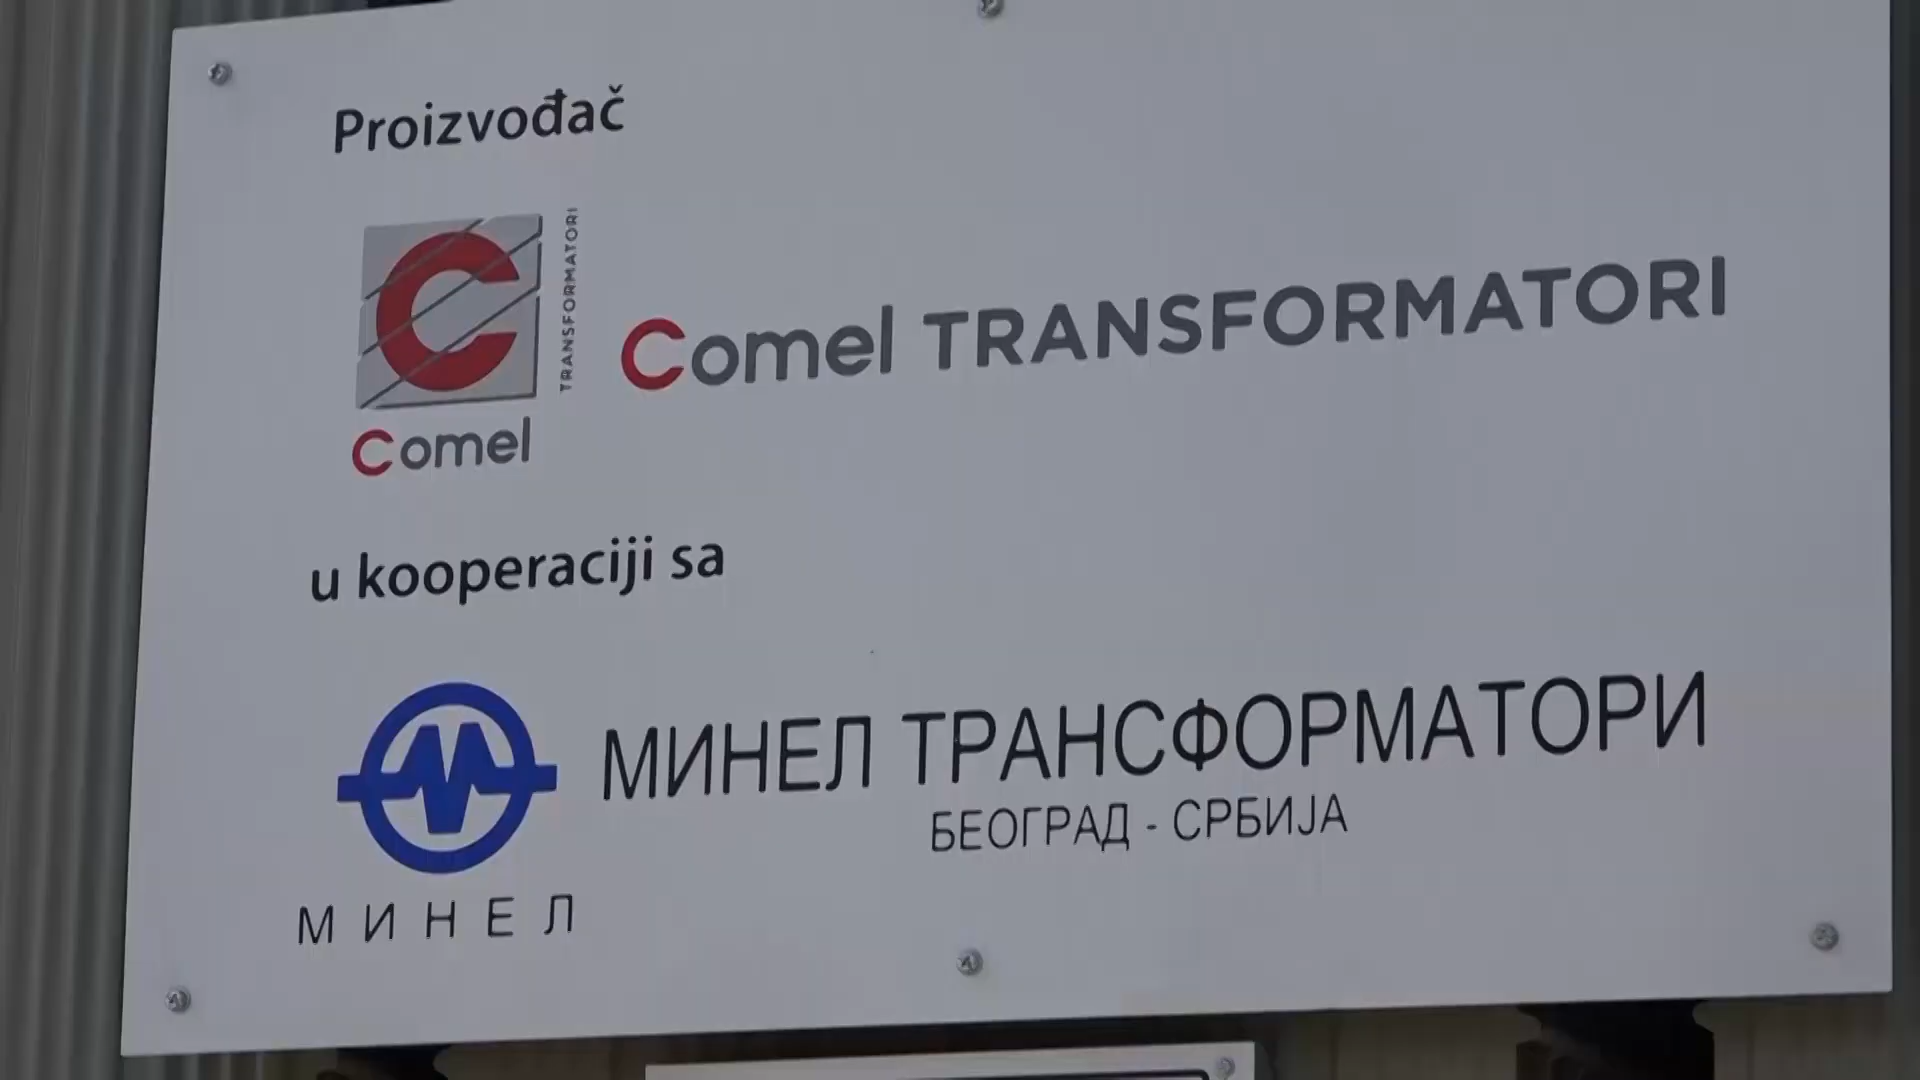 Proizvođač
C
TRANSFORMATORI
Comel
Comel TRANSFORMATORI
u kooperaciji sa
МИНЕЛ ТРАНСФОРМАТОРИ
БЕОГРАД - СРБИЈА
МИНЕЛ